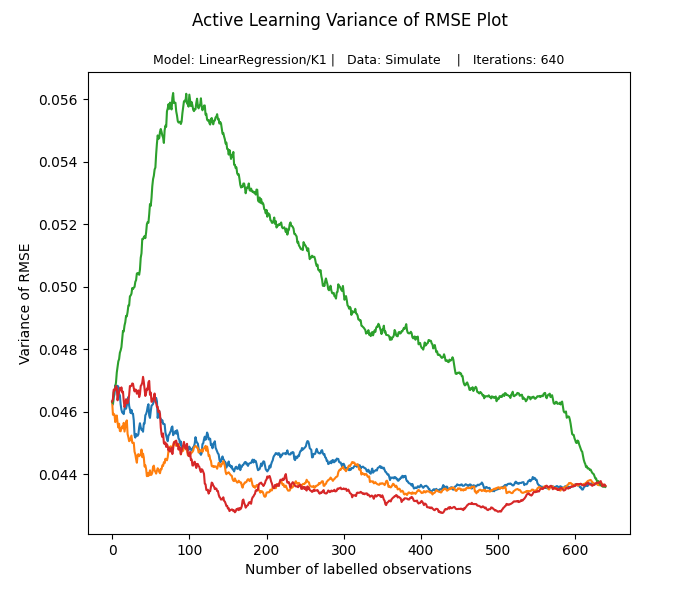 Active Learning Variance of RMSE Plot
Model: LinearRegression/K1 |   Data: Simulate    |   Iterations: 640
0.056
0.054
0.052
0.050
0.048
0.046
0.044
Variance of RMSE
0 100 200 300 400 500 600
Number of labelled observations